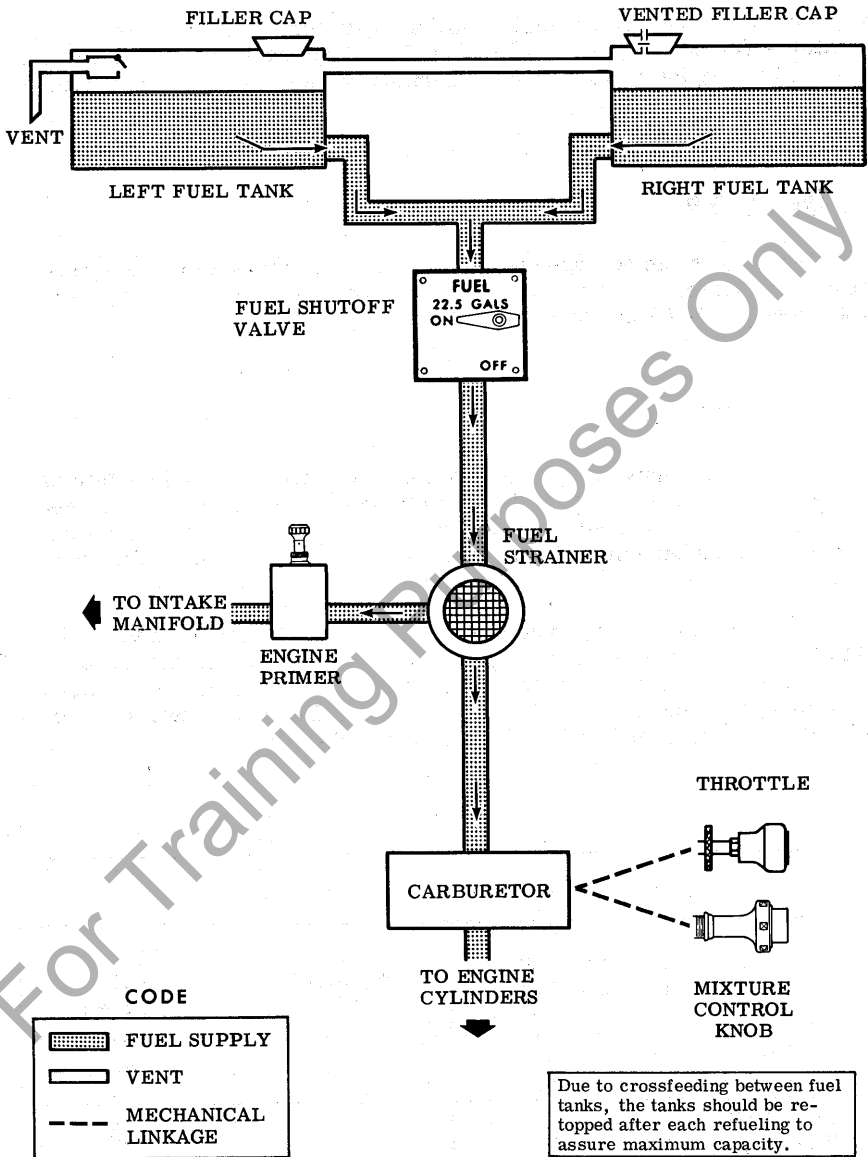 FILLER CAP
VENTED FILLER CAP
VENT
LEFT FUEL TANK
RIGHT FUEL TANK
FUEL SHUTOFF
VALVE
FUEL
22.5 GALS
ON
OFF
FUEL
STRAINER
TO INTAKE
MANIFOLD
ENGINE
PRIMER
THROTTLE
CARBURETOR
TO ENGINE
CYLINDERS
MIXTURE
CONTROL
KNOB
CODE
FUEL SUPPLY
VENT
MECHANICAL
LINKAGE
Due to crossfeeding between fuel
tanks, the tanks should be re-
topped after each refueling to
assure maximum capacity.
For Training Purposes Only